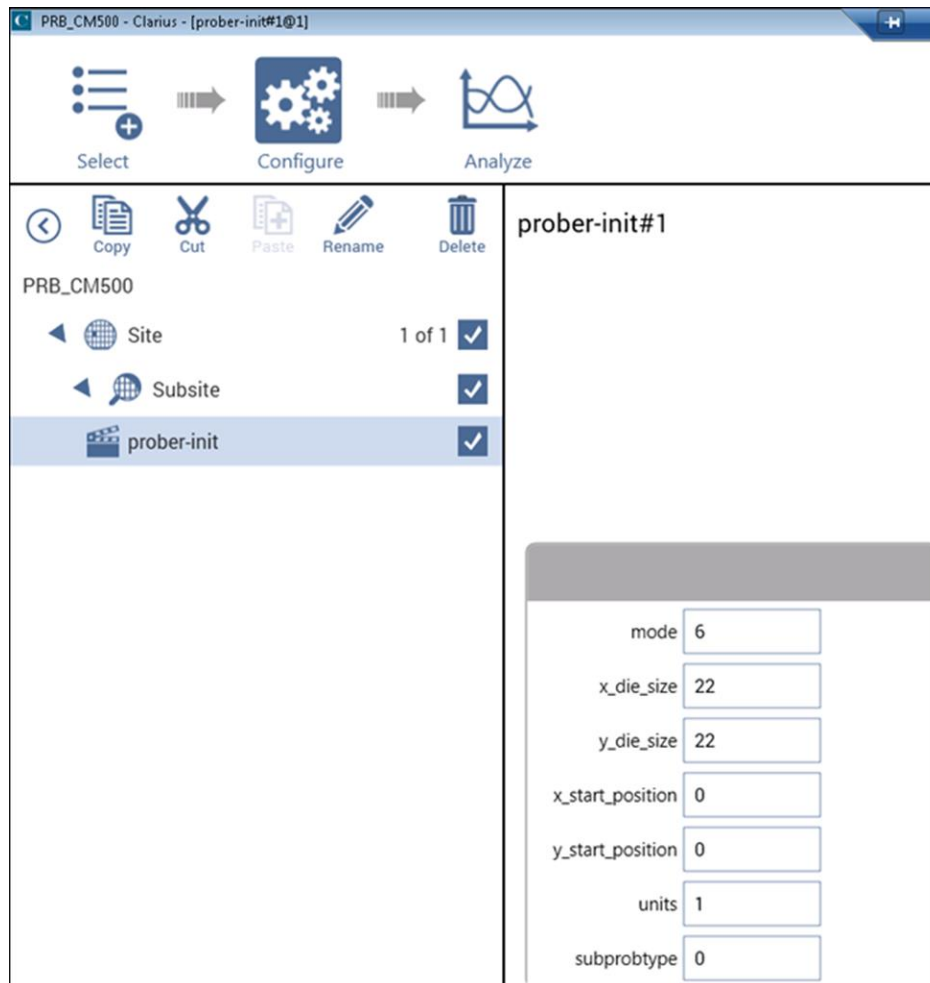 PRB_CM500 - Clarius - [prober-init#1@1]
Select Configure Analyze
Copy Cut Paste Rename Delete
PRB_CM500
Site 1 of 1
Subsite
prober-init
prober-init#1
mode 6
x_die_size 22
y_die_size 22
x_start_position 0
y_start_position 0
units 1
subprobtype 0